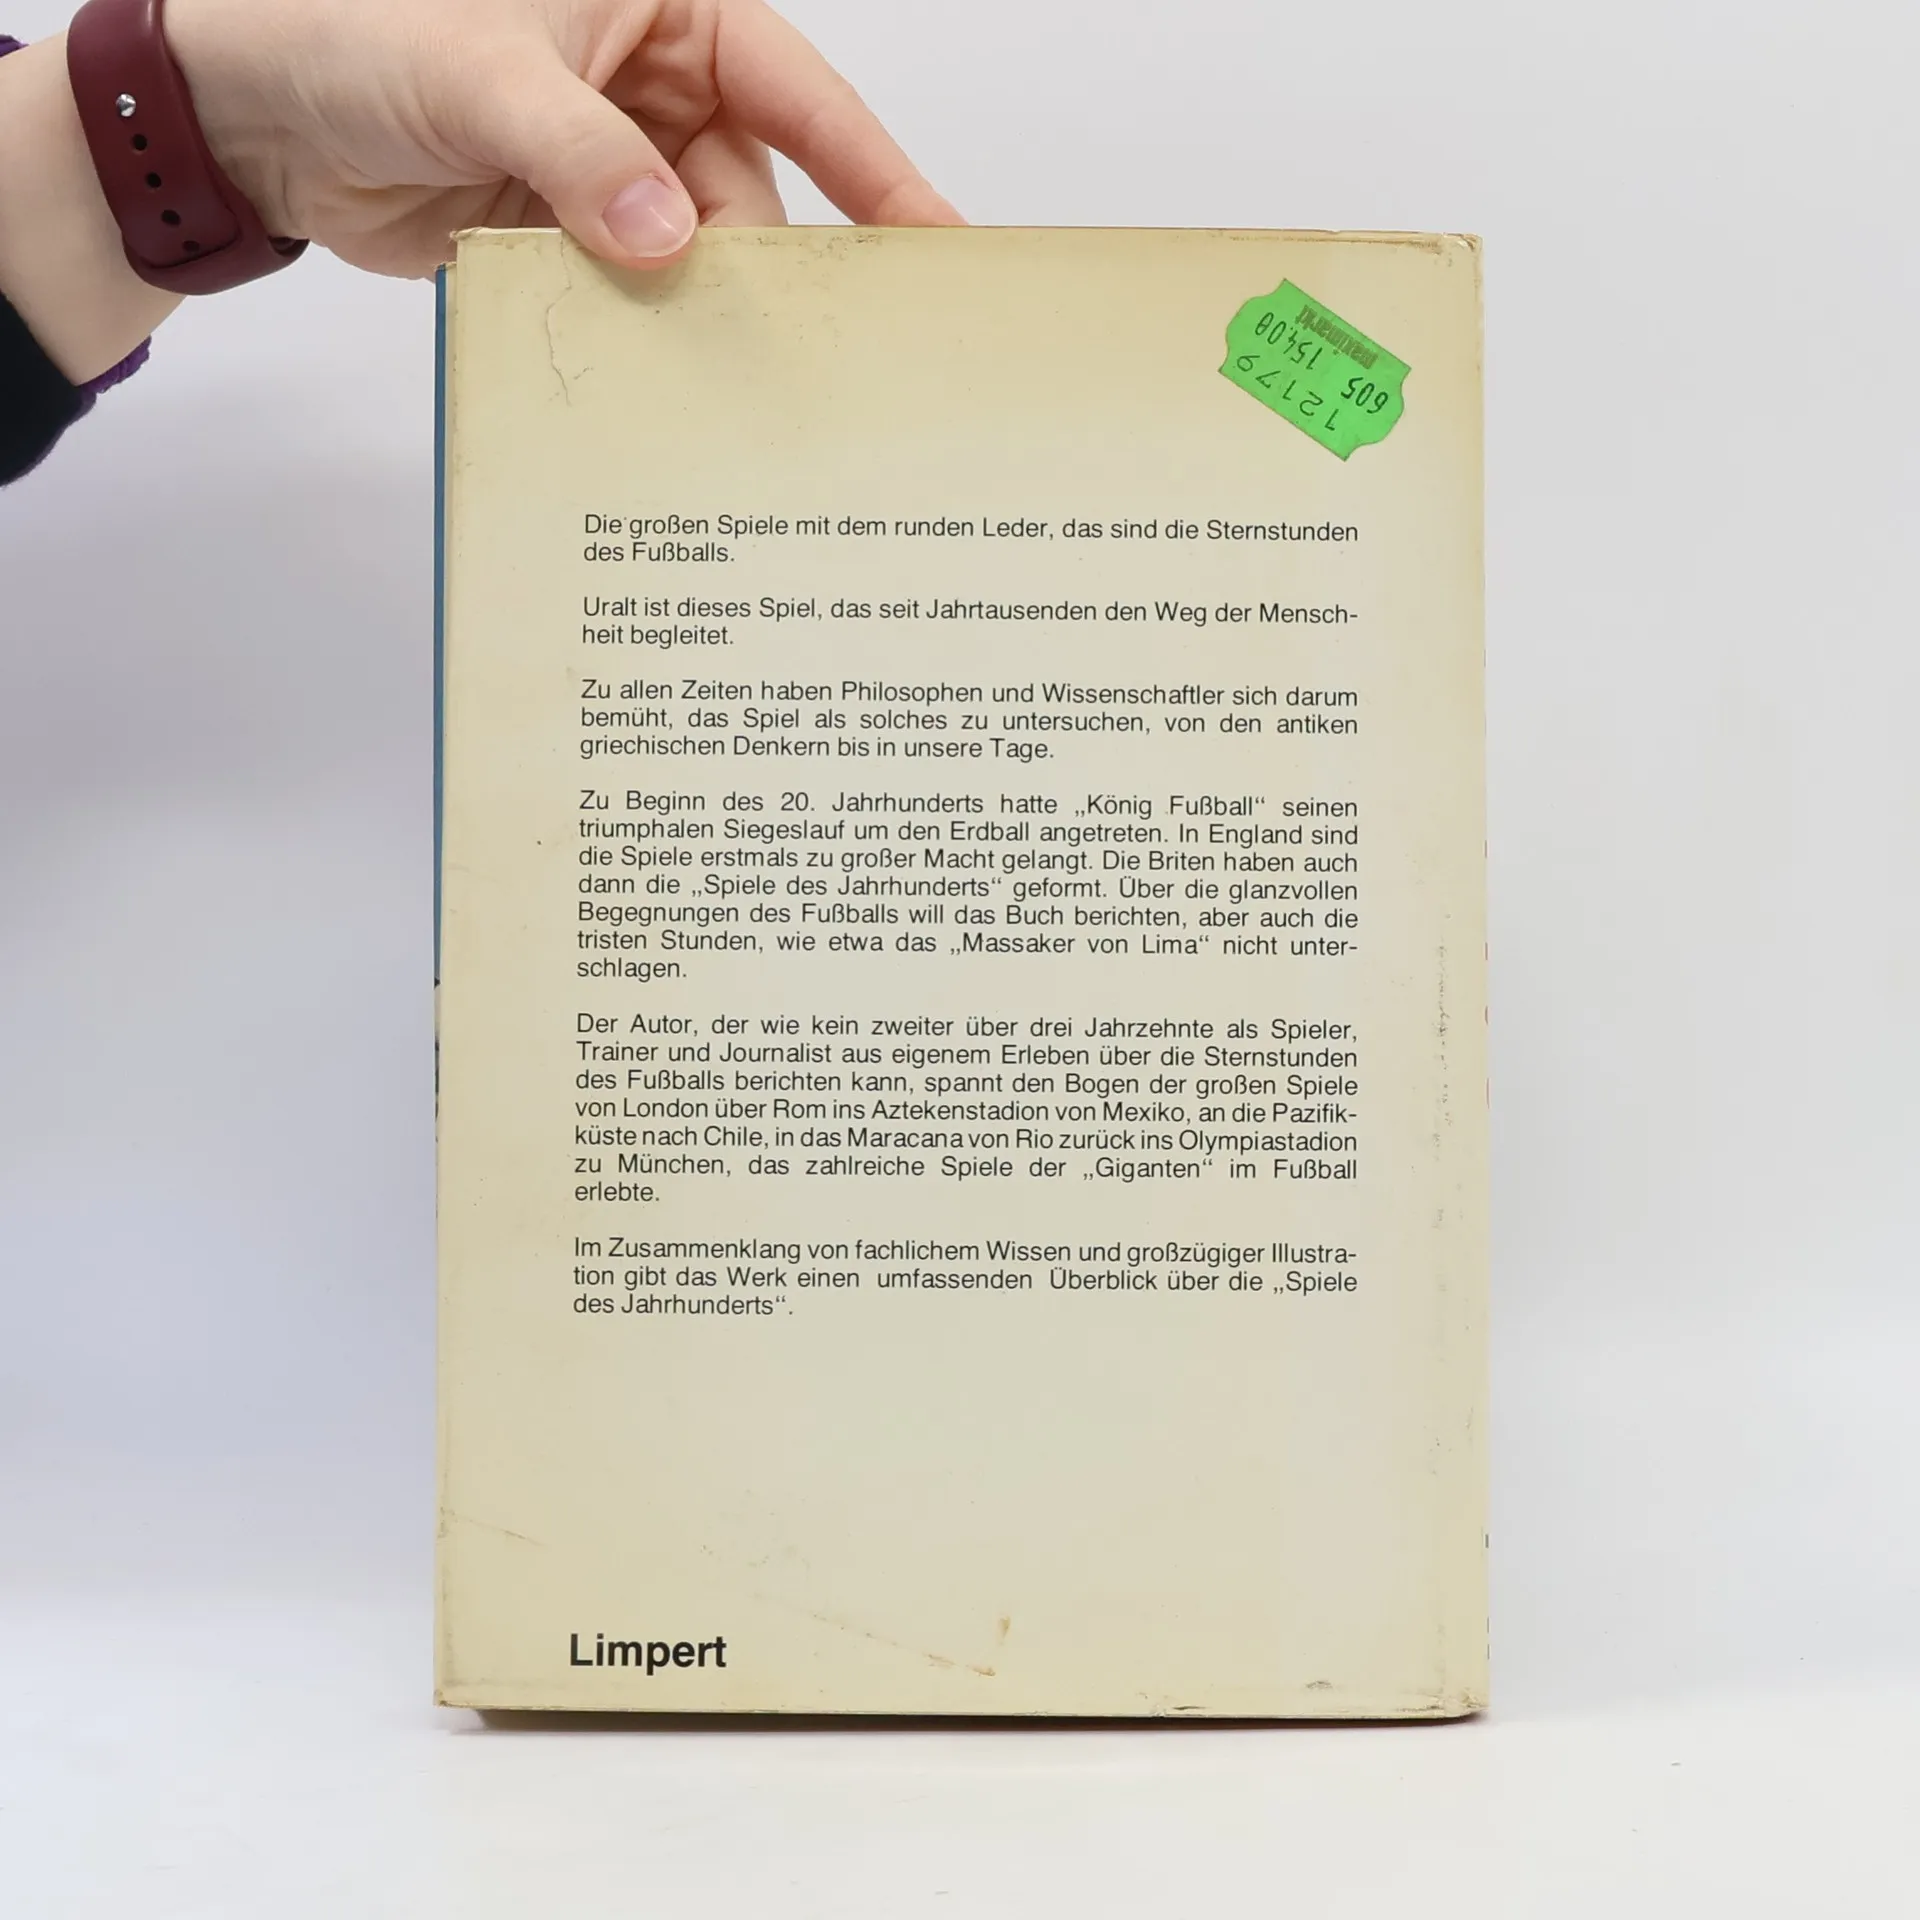 maximarkt
154.00
605
12179
Die großen Spiele mit dem runden Leder, das sind die Sternstunden
des Fußballs.
Uralt ist dieses Spiel, das seit Jahrtausenden den Weg der Mensch-
heit begleitet.
Zu allen Zeiten haben Philosophen und Wissenschaftler sich darum
bemüht, das Spiel als solches zu untersuchen, von den antiken
griechischen Denkern bis in unsere Tage.
Zu Beginn des 20. Jahrhunderts hatte „König Fußball“ seinen
triumphalen Siegeslauf um den Erdball angetreten. In England sind
die Spiele erstmals zu großer Macht gelangt. Die Briten haben auch
dann die „Spiele des Jahrhunderts“ geformt. Über die glanzvollen
Begegnungen des Fußballs will das Buch berichten, aber auch die
tristen Stunden, wie etwa das „Massaker von Lima“ nicht unter-
schlagen.
Der Autor, der wie kein zweiter über drei Jahrzehnte als Spieler,
Trainer und Journalist aus eigenem Erleben über die Sternstunden
des Fußballs berichten kann, spannt den Bogen der großen Spiele
von London über Rom ins Aztekenstadion von Mexiko, an die Pazifik-
küste nach Chile, in das Maracana von Rio zurück ins Olympiastadion
zu München, das zahlreiche Spiele der „Giganten“ im Fußball
erlebte.
Im Zusammenklang von fachlichem Wissen und großzügiger Illustra-
tion gibt das Werk einen umfassenden Überblick über die „Spiele
des Jahrhunderts“.
Limpert